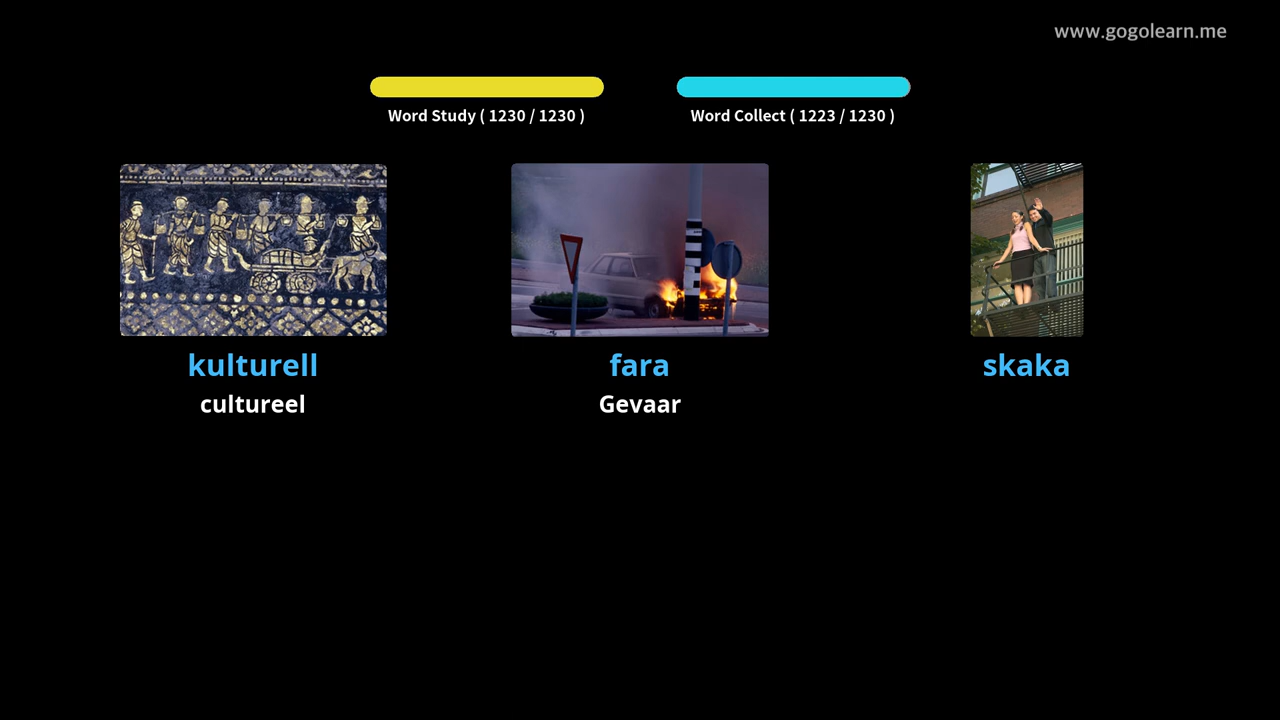 www.gogolearn.me
Word Study ( 1230 / 1230 )
Word Collect ( 1223 / 1230 )
kulturell
cultureel
fara
Gevaar
skaka